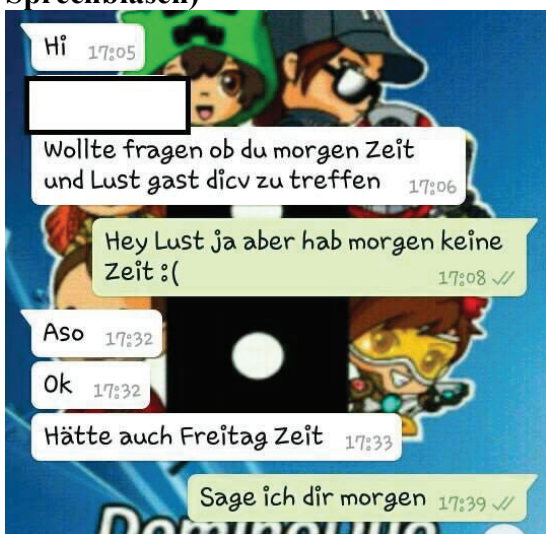 Sprechblasen)
Hi 17:05
Wollte fragen ob du morgen Zeit
und Lust gast dicv zu treffen 17:06
Hey Lust ja aber hab morgen keine
Zeit :(
17:08
Aso 17:32
Ok 17:32
Hätte auch Freitag Zeit 17:33
Sage ich dir morgen 17:39